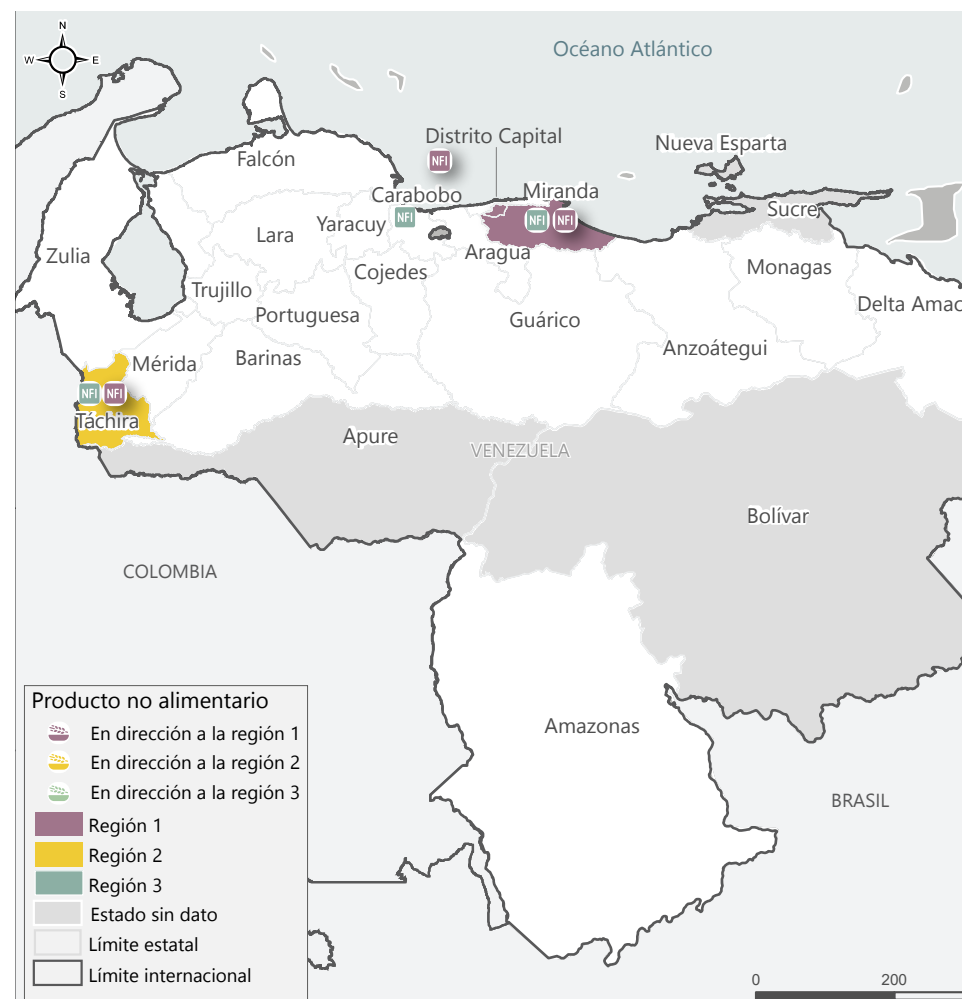 N
W E
S
Océano Atlántico
Distrito Capital
Nueva Esparta
Falcón
NFI
Carabobo
Miranda
NFI
Yaracuy
NFI NFI
Sucre
Lara
Aragua
Zulia
Cojedes
Monagas
Trujillo
Delta Amac
Portuguesa
Guárico
Anzoátegui
Mérida
Barinas
NFI NFI
Táchira
Apure
VENEZUELA
Bolívar
COLOMBIA
Amazonas
BRASIL
Producto no alimentario
En dirección a la región 1
En dirección a la región 2
En dirección a la región 3
Región 1
Región 2
Región 3
Estado sin dato
Límite estatal
Límite internacional
0 200